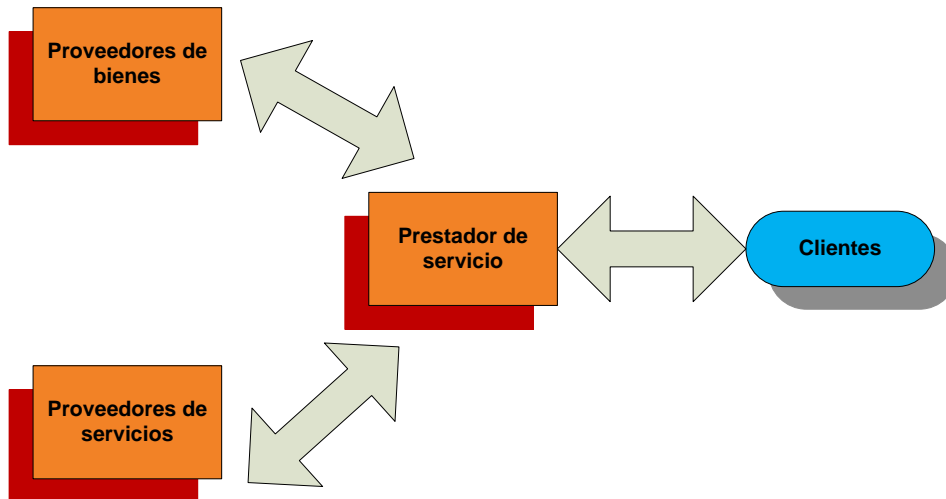 Proveedores de
bienes
Prestador de
servicio
Clientes
Proveedores de
servicios